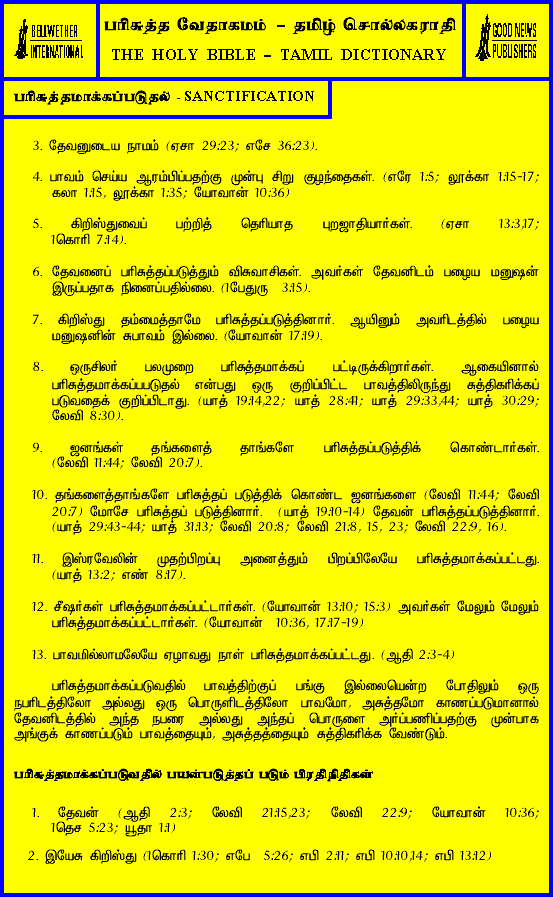 BELLWETHER
INTERNATIONAL
பரிசுத்த வேதாகமம் – தமிழ் சொல்லகராதி
THE HOLY BIBLE – TAMIL DICTIONARY
GOOD NEWS
PUBLISHERS
பரிசுத்தமாக்கப்படுதல் - SANCTIFICATION
3. தேவனுடைய நாமம் (ஏசா 29:23; எசே 36:23).
4. பாவம் செய்ய ஆரம்பிப்பதற்கு முன்பு சிறு குழந்தைகள். (எரே 1:5; லூக்கா 1:15-17;
கலா 1:15, லூக்கா 1:35; யோவான் 10:36)
5. கிறிஸ்துவைப் பற்றித் தெரியாத புறஜாதியார்கள். (ஏசா 13:3,17;
1கொரி 7:14).
6. தேவனைப் பரிசுத்தப்படுத்தும் விசுவாசிகள். அவர்கள் தேவனிடம் பழைய மனுஷன்
இருப்பதாக நினைப்பதில்லை. (1பேதுரு 3:15).
7. கிறிஸ்து தம்மைத்தாமே பரிசுத்தப்படுத்தினார். ஆயினும் அவரிடத்தில் பழைய
மனுஷனின் சுபாவம் இல்லை. (யோவான் 17:19).
8. ஒருசிலர் பலமுறை பரிசுத்தமாக்கப் பட்டிருக்கிறார்கள். ஆகையினால்
பரிசுத்தமாக்கப்படுதல் என்பது ஒரு குறிப்பிட்ட பாவத்திலிருந்து சுத்திகரிக்கப்
படுவதைக் குறிப்பிடாது. (யாத் 19:14,22; யாத் 28:41; யாத் 29:33,44; யாத் 30:29;
லேவி 8:30).
9. ஜனங்கள் தங்களைத் தாங்களே பரிசுத்தப்படுத்திக் கொண்டார்கள்.
(லேவி 11:44; லேவி 20:7).
10. தங்களைத்தாங்களே பரிசுத்தப் படுத்திக் கொண்ட ஜனங்களை (லேவி 11:44; லேவி
20:7) மோசே பரிசுத்தப் படுத்தினார். (யாத் 19:10-14) தேவன் பரிசுத்தப்படுத்தினார்.
(யாத் 29:43-44; யாத் 31:13; லேவி 20:8; லேவி 21:8, 15, 23; லேவி 22:9, 16).
11. இஸ்ரவேலின் முதற்பிறப்பு அனைத்தும் பிறப்பிலேயே பரிசுத்தமாக்கப்பட்டது.
(யாத் 13:2; எண் 8:17).
12. சீஷர்கள் பரிசுத்தமாக்கப்பட்டார்கள். (யோவான் 13:10; 15:3) அவர்கள் மேலும் மேலும்
பரிசுத்தமாக்கப்பட்டார்கள். (யோவான் 10:36, 17:17-19)
13. பாவமில்லாமலேயே ஏழாவது நாள் பரிசுத்தமாக்கப்பட்டது. (ஆதி 2:3-4)
பரிசுத்தமாக்கப்படுவதில் பாவத்திற்குப் பங்கு இல்லையென்ற போதிலும் ஒரு
நபரிடத்திலோ அல்லது ஒரு பொருளிடத்திலோ பாவமோ, அசுத்தமோ காணப்படுமானால்
தேவனிடத்தில் அந்த நபரை அல்லது அந்தப் பொருளை அர்ப்பணிப்பதற்கு முன்பாக
அங்குக் காணப்படும் பாவத்தையும், அசுத்தத்தையும் சுத்திகரிக்க வேண்டும்.
பரிசுத்தமாக்கப்படுவதில் பயன்படுத்தப் படும் பிரதிநிதிகள்
1. தேவன் (ஆதி 2:3; லேவி 21:15,23; லேவி 22:9; யோவான் 10:36;
1தெச 5:23; யூதா 1:1)
2. இயேசு கிறிஸ்து (1கொரி 1:30; எபே 5:26; எபி 2:11; எபி 10:10,14; எபி 13:12)